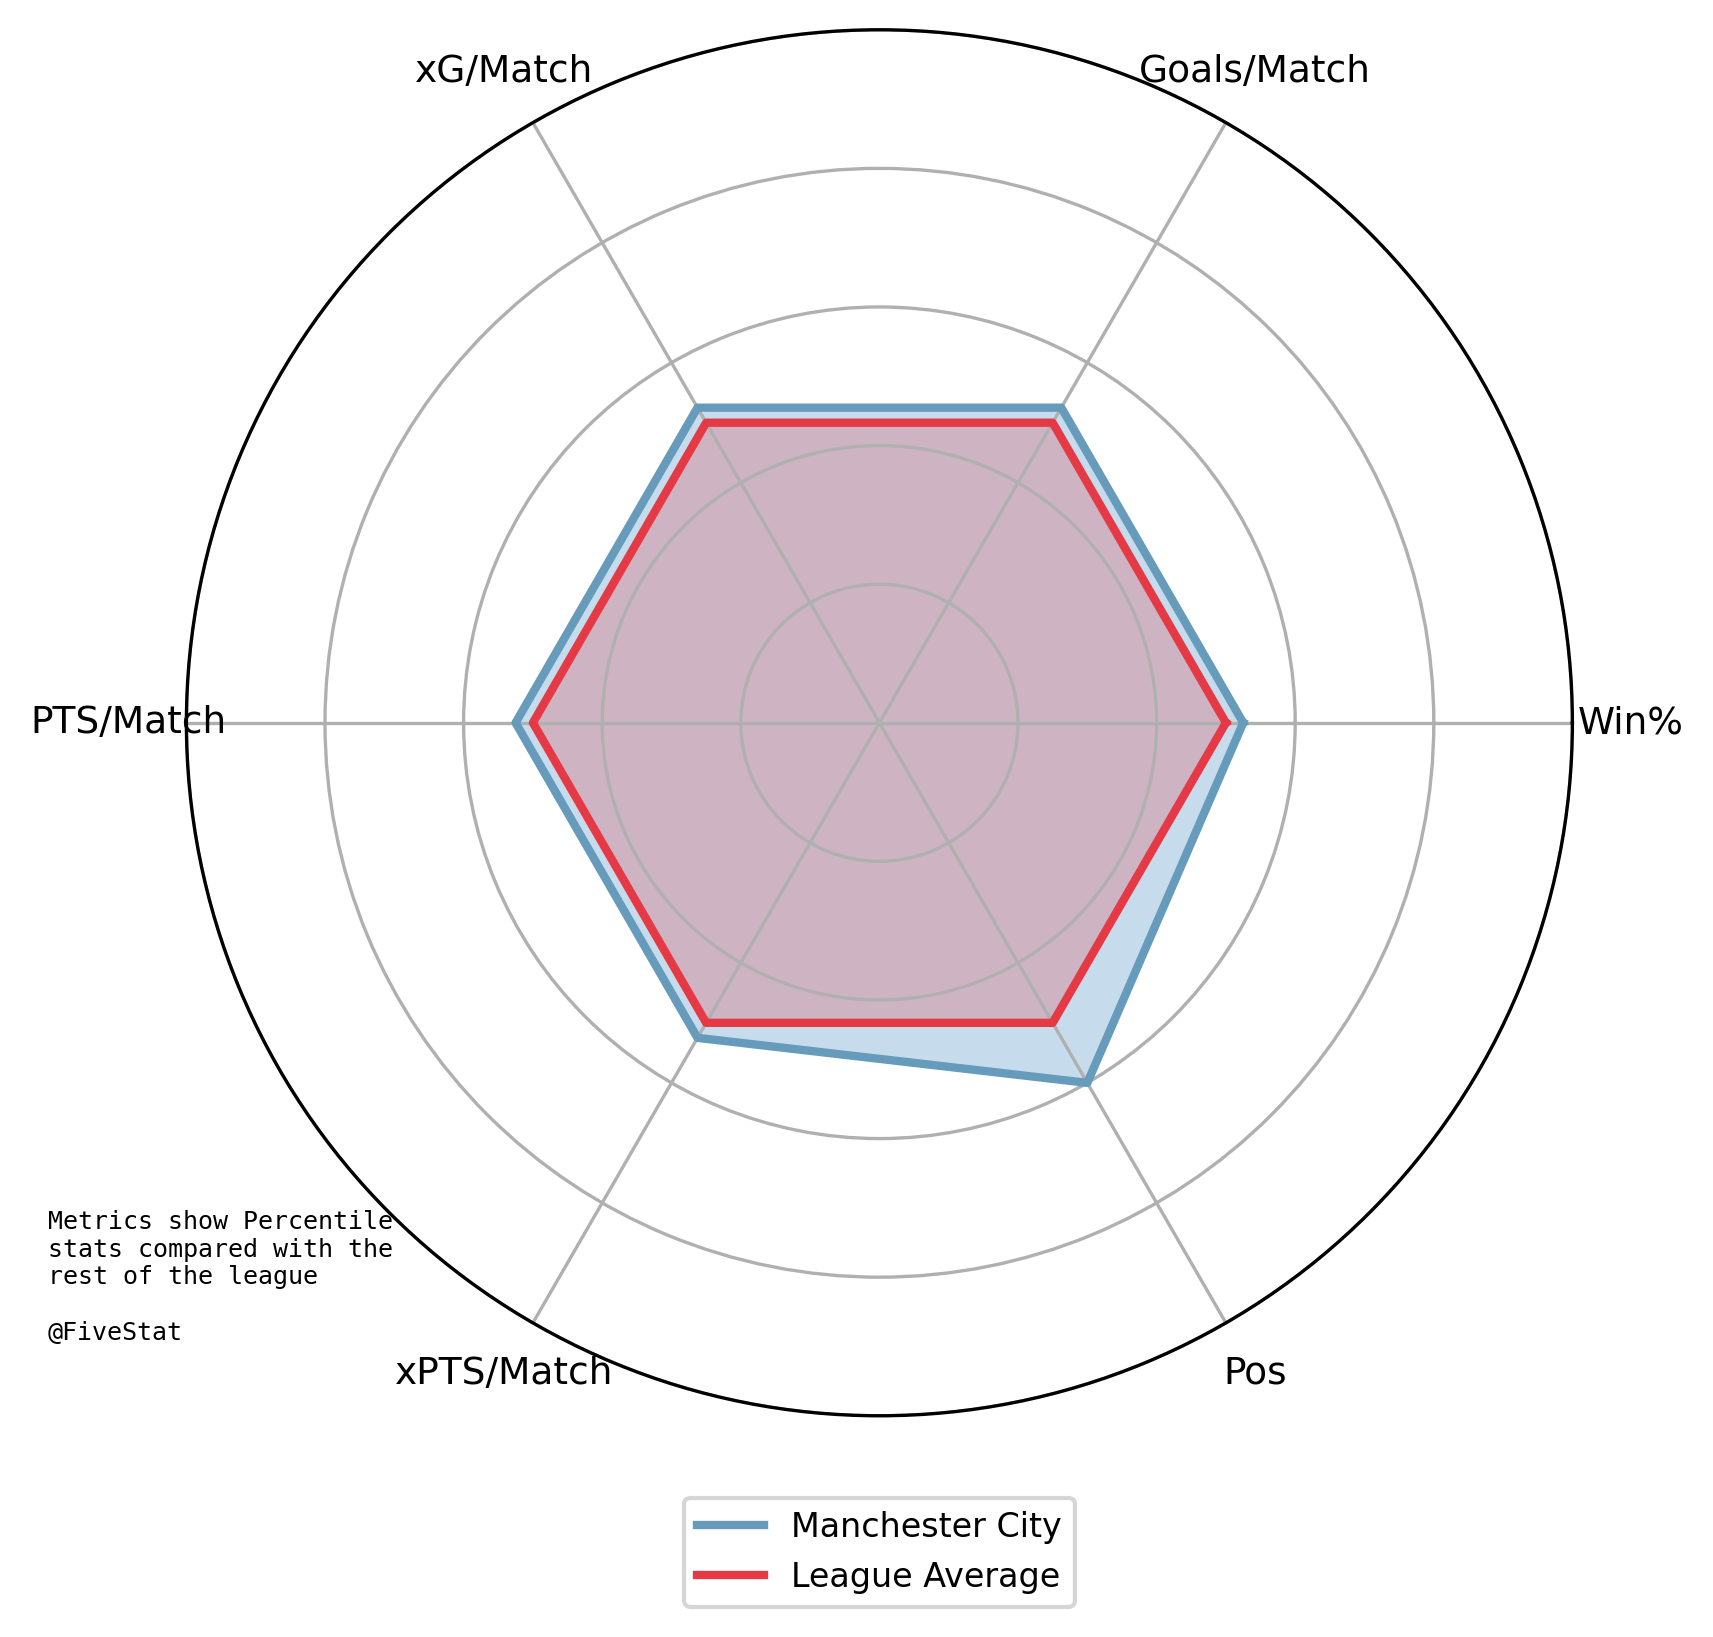 xG/Match
Goals/Match
PTS/Match
Win%
Metrics show Percentile
stats compared with the
rest of the league
@FiveStat
xPTS/Match
Pos
Manchester City
League Average